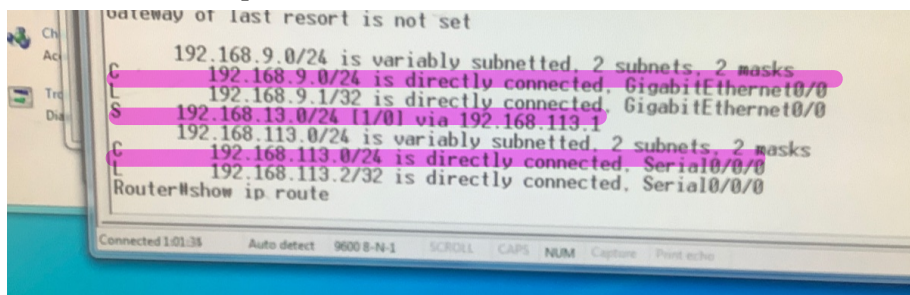 Gateway of last resort is not set
192.168.9.0/24 is variably subnetted, 2 subnets, 2 masks
C 192.168.9.0/24 is directly connected, GigabitEthernet0/0
L 192.168.9.1/32 is directly connected, GigabitEthernet0/0
S 192.168.13.0/24 [1/0] via 192.168.113.1
192.168.113.0/24 is variably subnetted, 2 subnets, 2 masks
C 192.168.113.0/24 is directly connected, Serial0/0/0
L 192.168.113.2/32 is directly connected, Serial0/0/0
Router#show ip route
Ch
Ac
Tro
Dia
Connected 1:01:35 Auto detect 9600 8-N-1 SCROLL CAPS NUM Capture Print echo